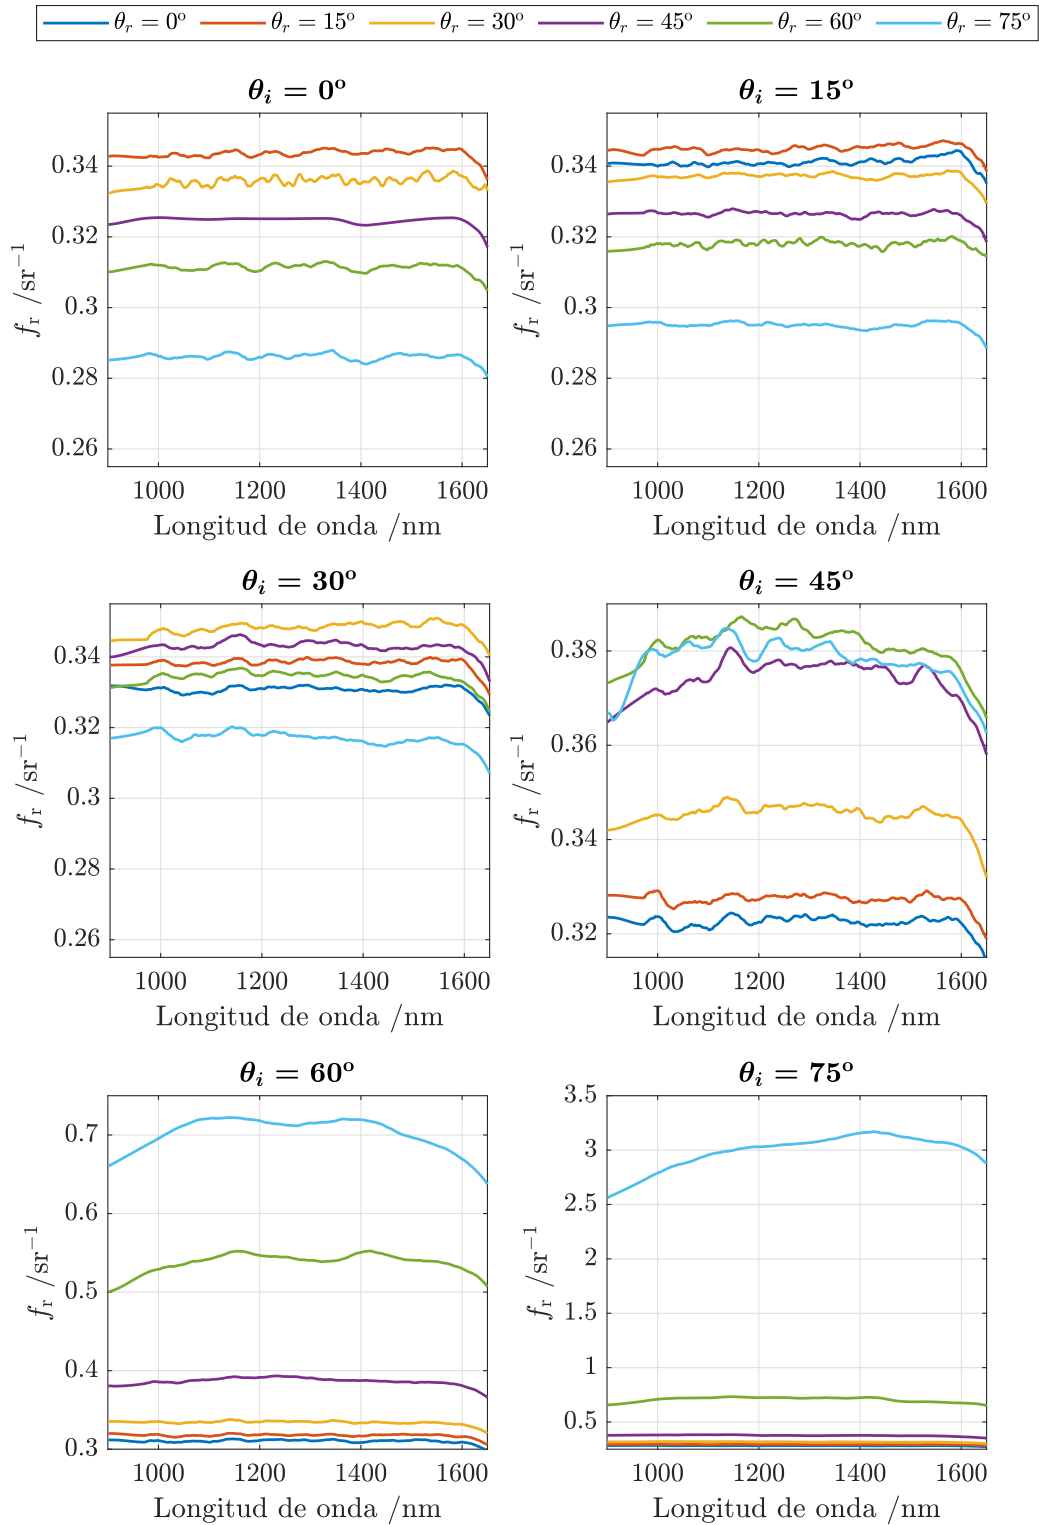 θr = 0º θr = 15º θr = 30º θr = 45º θr = 60º θr = 75º
θi = 0º
0.34
0.32
0.3
0.28
0.26
fr /sr−1
1000 1200 1400 1600
Longitud de onda /nm
θi = 15º
0.34
0.32
0.3
0.28
0.26
fr /sr−1
1000 1200 1400 1600
Longitud de onda /nm
θi = 30º
0.34
0.32
0.3
0.28
0.26
fr /sr−1
1000 1200 1400 1600
Longitud de onda /nm
θi = 45º
0.38
0.36
0.34
0.32
fr /sr−1
1000 1200 1400 1600
Longitud de onda /nm
θi = 60º
0.7
0.6
0.5
0.4
0.3
fr /sr−1
1000 1200 1400 1600
Longitud de onda /nm
θi = 75º
3.5
3
2.5
2
1.5
1
0.5
fr /sr−1
1000 1200 1400 1600
Longitud de onda /nm